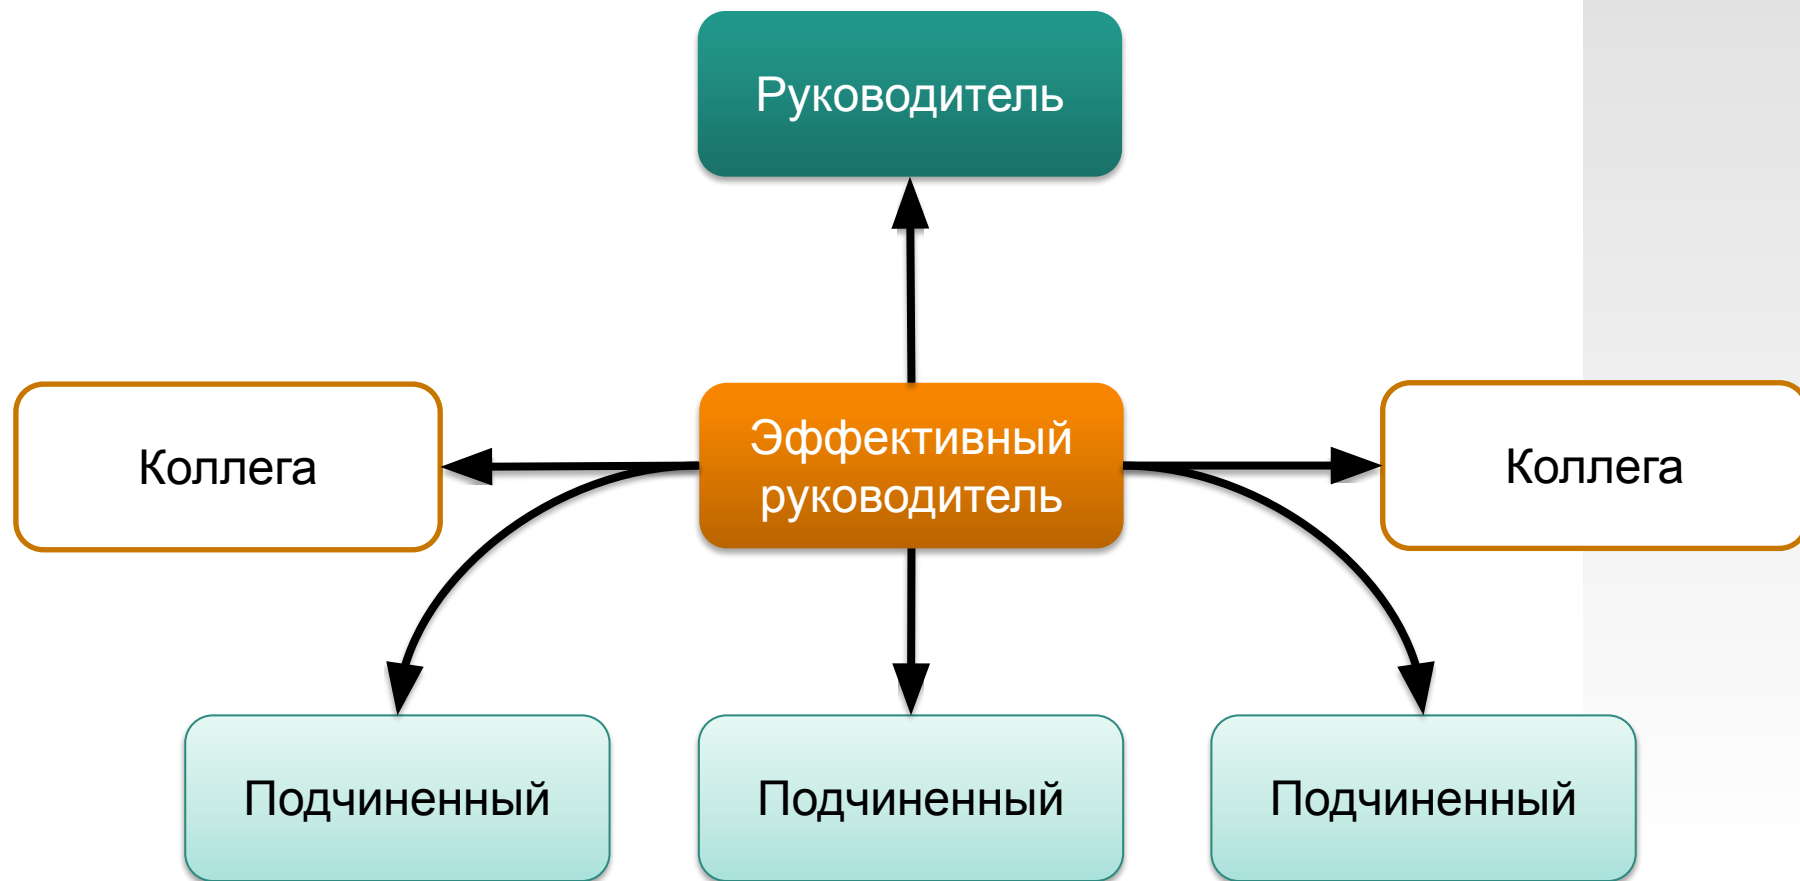 Руководитель
Коллега
Эффективный
руководитель
Коллега
Подчиненный
Подчиненный
Подчиненный